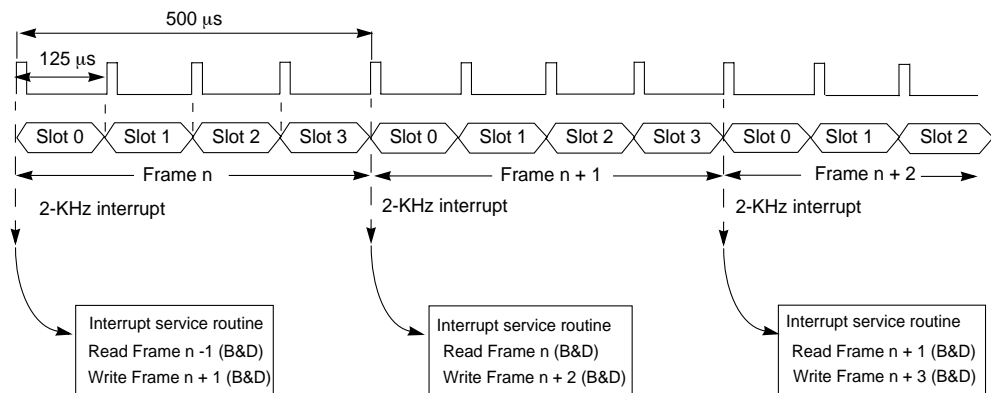 500 μs
125 μs
Slot 0 Slot 1 Slot 2 Slot 3 Slot 0 Slot 1 Slot 2 Slot 3 Slot 0 Slot 1 Slot 2
Frame n Frame n + 1 Frame n + 2
2-KHz interrupt 2-KHz interrupt 2-KHz interrupt
Interrupt service routine
Read Frame n -1 (B&D)
Write Frame n + 1 (B&D)
Interrupt service routine
Read Frame n (B&D)
Write Frame n + 2 (B&D)
Interrupt service routine
Read Frame n + 1 (B&D)
Write Frame n + 3 (B&D)